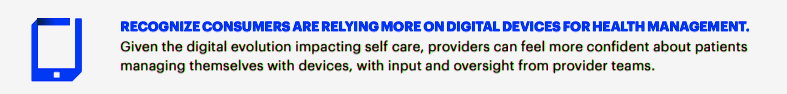 RECOGNIZE CONSUMERS ARE RELYING MORE ON DIGITAL DEVICES FOR HEALTH MANAGEMENT.
Given the digital evolution impacting self care, providers can feel more confident about patients
managing themselves with devices, with input and oversight from provider teams.